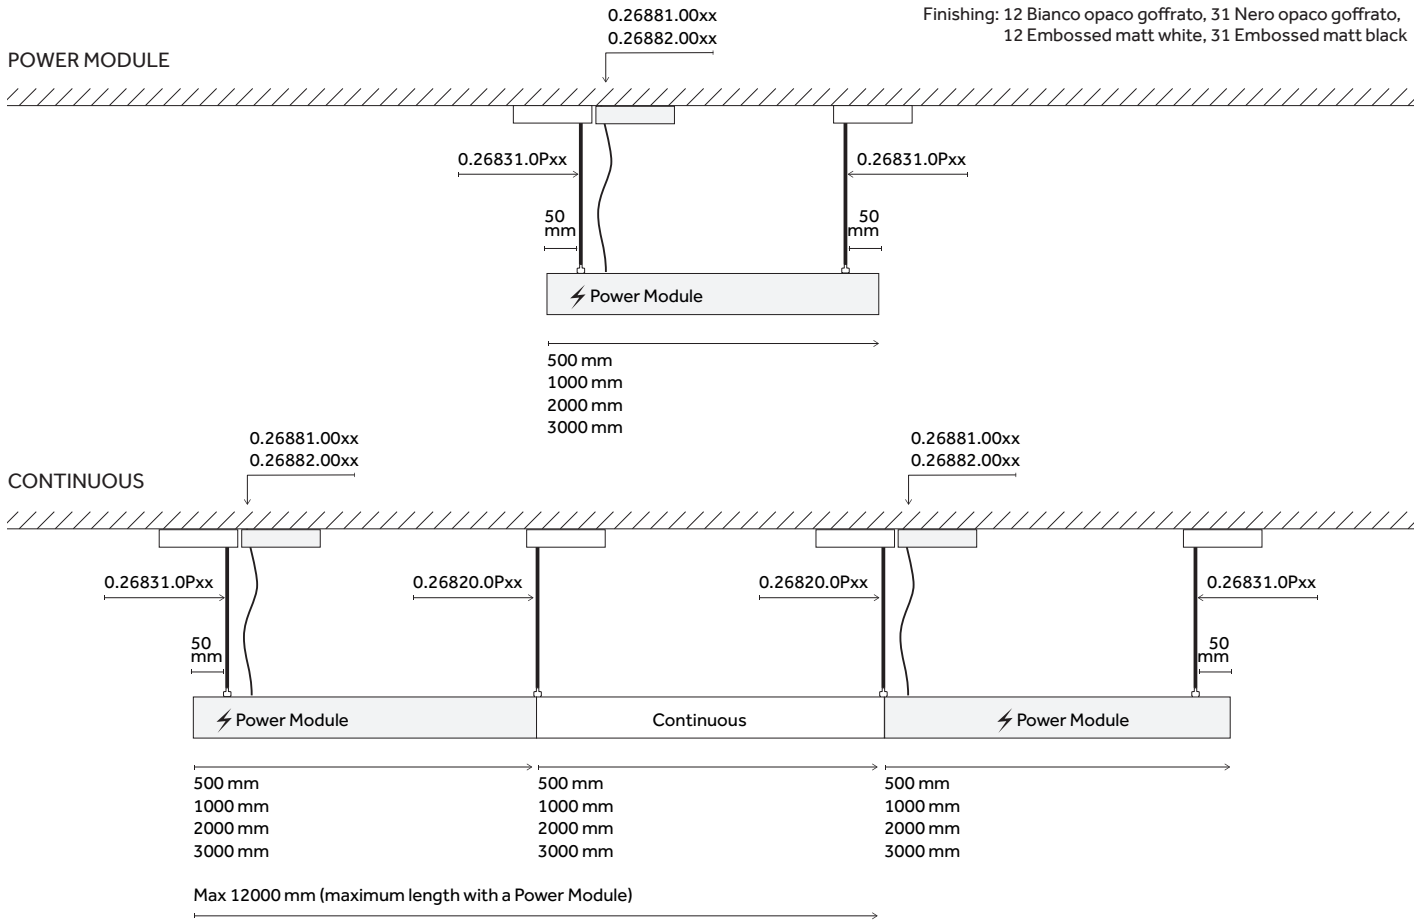 Finishing: 12 Bianco opaco goffrato, 31 Nero opaco goffrato,
12 Embossed matt white, 31 Embossed matt black
POWER MODULE
0.26881.00xx
0.26882.00xx
0.26831.0Pxx
0.26831.0Pxx
50
mm
50
mm
Power Module
500 mm
1000 mm
2000 mm
3000 mm
CONTINUOUS
0.26881.00xx
0.26882.00xx
0.26881.00xx
0.26882.00xx
0.26831.0Pxx
0.26820.0Pxx
0.26820.0Pxx
0.26831.0Pxx
50
mm
50
mm
Power Module
Continuous
Power Module
500 mm
1000 mm
2000 mm
3000 mm
500 mm
1000 mm
2000 mm
3000 mm
500 mm
1000 mm
2000 mm
3000 mm
Max 12000 mm (maximum length with a Power Module)